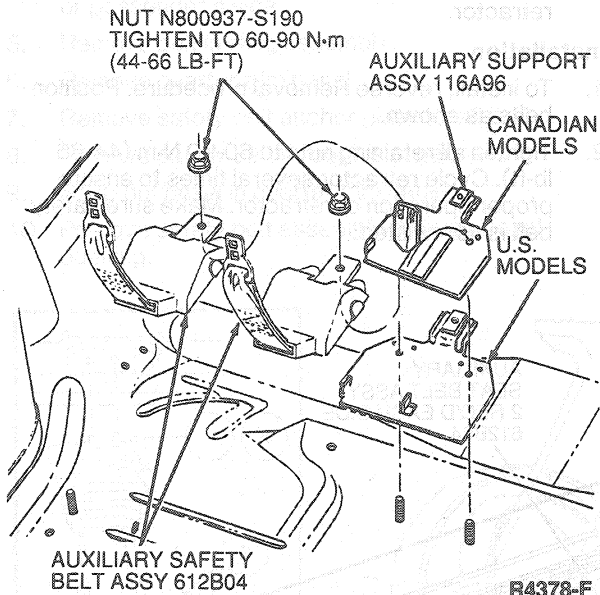 NUT N800937-S190
TIGHTEN TO 60-90 N•m
(44-66 LB-FT)
AUXILIARY SUPPORT
ASSY 116A96
CANADIAN
MODELS
U.S.
MODELS
AUXILIARY SAFETY
BELT ASSY 612B04
R4378-F